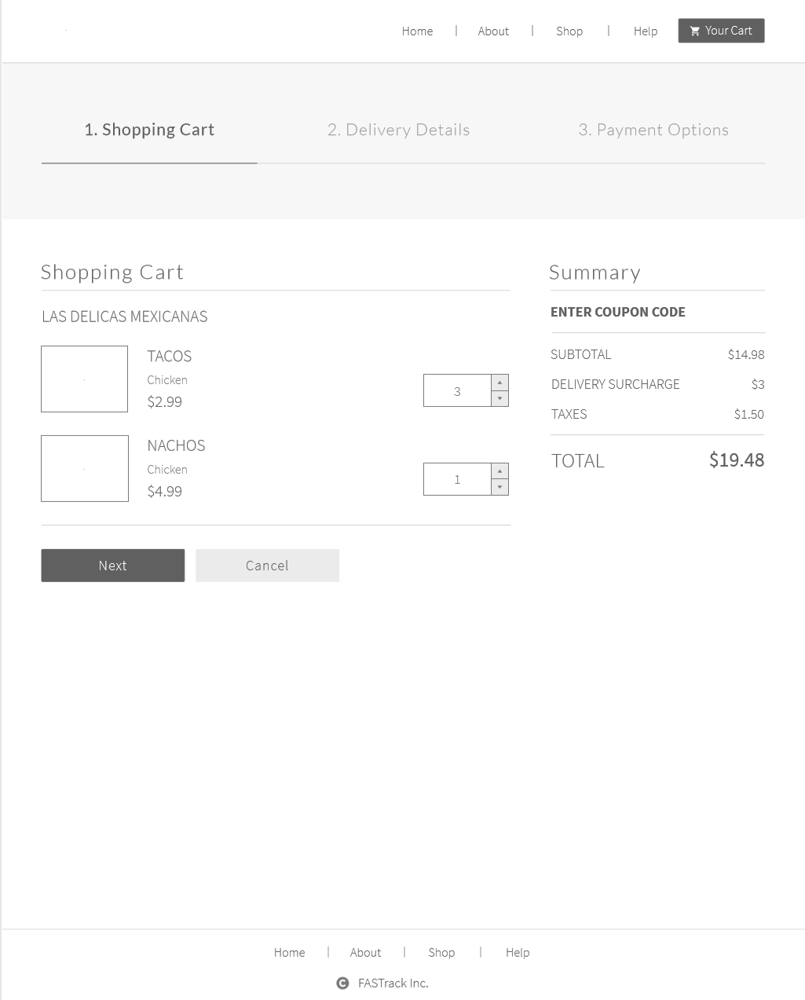 Home | About | Shop | Help Your Cart
1. Shopping Cart 2. Delivery Details 3. Payment Options
Shopping Cart
LAS DELICAS MEXICANAS
TACOS
Chicken
$2.99
3
NACHOS
Chicken
$4.99
1
Next Cancel
Summary
ENTER COUPON CODE
SUBTOTAL $14.98
DELIVERY SURCHARGE $3
TAXES $1.50
TOTAL $19.48
Home | About | Shop | Help
C FASTrack Inc.